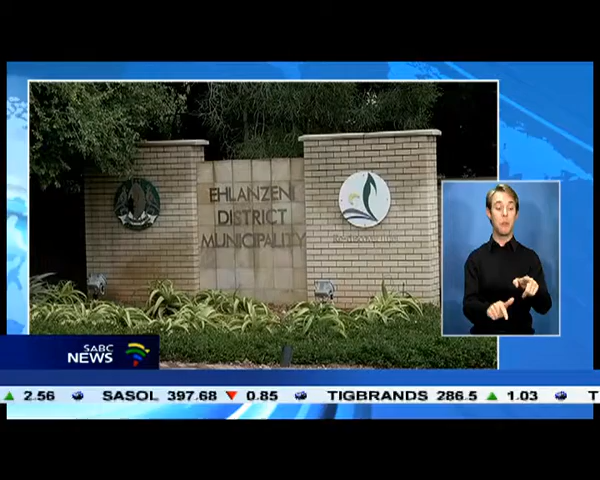 EHLANZENI
DISTRICT
MUNICIPALITY
SABC
NEWS
2.56 SASOL 397.68 0.85 TIGBRANDS 286.5 1.03 T